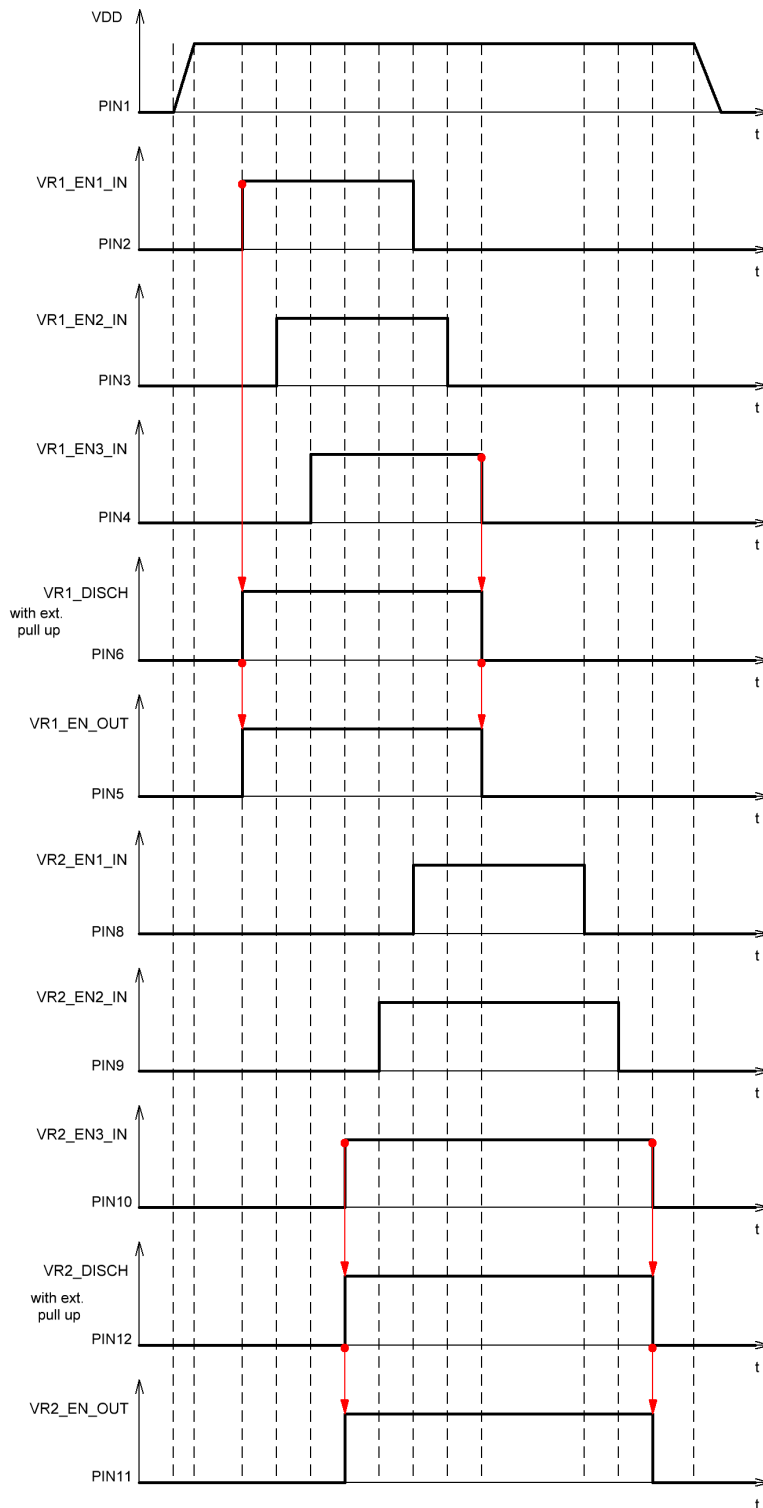 VDD
PIN1
t
VR1_EN1_IN
PIN2
t
VR1_EN2_IN
PIN3
t
VR1_EN3_IN
PIN4
t
VR1_DISCH
with ext.
pull up
PIN6
t
VR1_EN_OUT
PIN5
t
VR2_EN1_IN
PIN8
t
VR2_EN2_IN
PIN9
t
VR2_EN3_IN
PIN10
t
VR2_DISCH
with ext.
pull up
PIN12
t
VR2_EN_OUT
PIN11
t